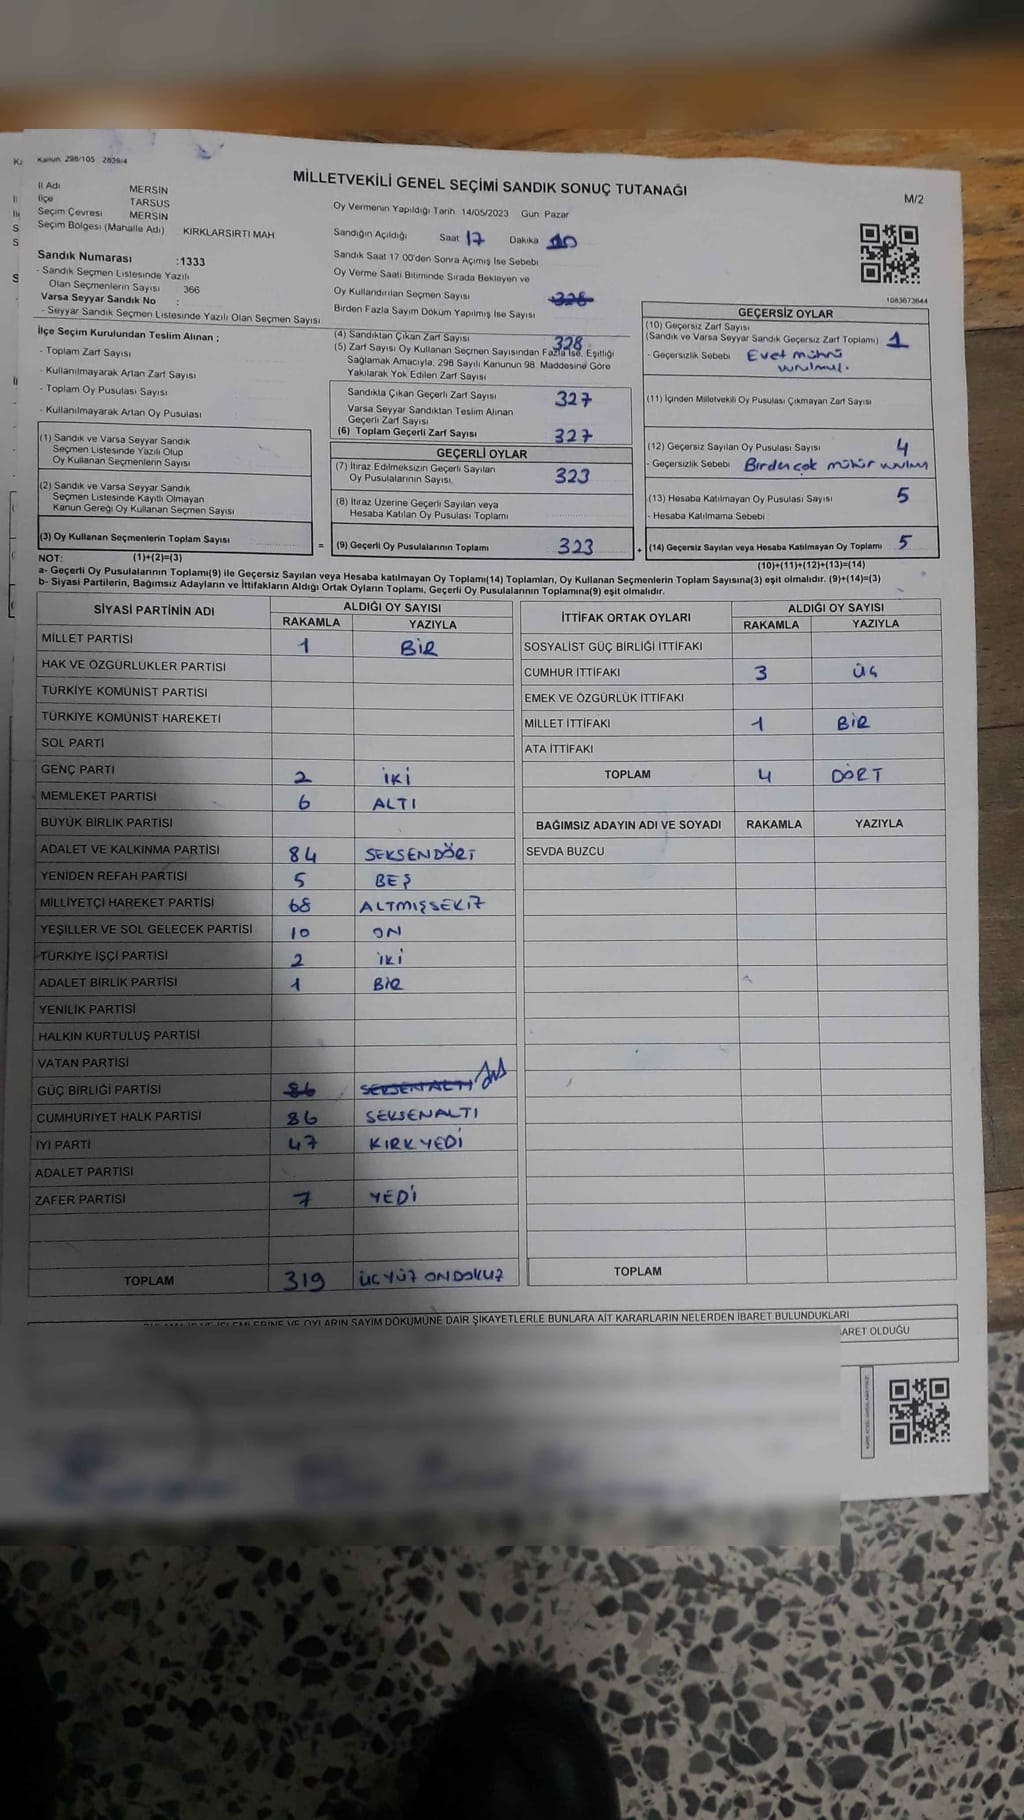 Kanun. 298/105 . 2839/4
MİLLETVEKİLİ GENEL SEÇİMİ SANDIK SONUÇ TUTANAĞI
M/2
İl Adı MERSİN
İlçe TARSUS
Seçim Çevresi MERSİN
Seçim Bölgesi (Mahalle Adı) KIRKLARSIRTI MAH
Sandık Numarası :1333
- Sandık Seçmen Listesinde Yazılı
Olan Seçmenlerin Sayısı 366
Varsa Seyyar Sandık No :
- Seyyar Sandık Seçmen Listesinde Yazılı Olan Seçmen Sayısı
Oy Vermenin Yapıldığı Tarih 14/05/2023 Gün Pazar
Sandığın Açıldığı Saat 17 Dakika
Sandık Saat 17 00'den Sonra Açımış İse Sebebi
Oy Verme Saati Bitiminde Sırada Bekleyen ve
Oy Kullandırılan Seçmen Sayısı 328
Birden Fazla Sayım Döküm Yapılmış İse Sayısı
İlçe Seçim Kurulundan Teslim Alınan ;
- Toplam Zarf Sayısı
- Kullanılmayarak Artan Zarf Sayısı
- Toplam Oy Pusulası Sayısı
- Kullanılmayarak Artan Oy Pusulası
(1) Sandık ve Varsa Seyyar Sandık
Seçmen Listesinde Yazılı Olup
Oy Kullanan Seçmenlerin Sayısı
(2) Sandık ve Varsa Seyyar Sandık
Seçmen Listesinde Kayıtlı Olmayan
Kanun Gereği Oy Kullanan Seçmen Sayısı
(3) Oy Kullanan Seçmenlerin Toplam Sayısı
(4) Sandıktan Çıkan Zarf Sayısı 328
(5) Zarf Sayısı Oy Kullanan Seçmen Sayısından Fazla İse, Eşitliği
Sağlamak Amacıyla, 298 Sayılı Kanunun 98 Maddesine Göre
Yakılarak Yok Edilen Zarf Sayısı
Sandıkta Çıkan Geçerli Zarf Sayısı 327
Varsa Seyyar Sandıktan Teslim Alınan
Geçerli Zarf Sayısı
(6) Toplam Geçerli Zarf Sayısı 327
GEÇERLİ OYLAR
(7) İtiraz Edilmeksizin Geçerli Sayılan
Oy Pusulalarının Sayısı 323
(8) İtiraz Üzerine Geçerli Sayılan veya
Hesaba Katılan Oy Pusulası Toplamı
= (9) Geçerli Oy Pusulalarının Toplamı 323 +
1083673644
GEÇERSİZ OYLAR
(10) Geçersiz Zarf Sayısı
(Sandık ve Varsa Seyyar Sandık Geçersiz Zarf Toplamı) 1
- Geçersizlik Sebebi Evet mührü
vurulmuş.
(11) İçinden Milletvekili Oy Pusulası Çıkmayan Zarf Sayısı
(12) Geçersiz Sayılan Oy Pusulası Sayısı 4
- Geçersizlik Sebebi Birden çok mühür
(13) Hesaba Katılmayan Oy Pusulası Sayısı 5
- Hesaba Katılmama Sebebi
(14) Geçersiz Sayılan veya Hesaba Katılmayan Oy Toplamı 5
NOT: (1)+(2)=(3)
(10)+(11)+(12)+(13)=(14)
a- Geçerli Oy Pusulalarının Toplamı(9) ile Geçersiz Sayılan veya Hesaba katılmayan Oy Toplamı(14) Toplamları, Oy Kullanan Seçmenlerin Toplam Sayısına(3) eşit olmalıdır. (9)+(14)=(3)
b- Siyasi Partilerin, Bağımsız Adayların ve İttifakların Aldığı Ortak Oyların Toplamı, Geçerli Oy Pusulalarının Toplamına(9) eşit olmalıdır.
SİYASİ PARTİNİN ADI ALDIĞI OY SAYISI
RAKAMLA YAZIYLA
MİLLET PARTİSİ 1 BİR
HAK VE ÖZGÜRLÜKLER PARTİSİ
TÜRKİYE KOMÜNİST PARTİSİ
TÜRKİYE KOMÜNİST HAREKETİ
SOL PARTİ
GENÇ PARTİ 2 İKİ
MEMLEKET PARTİSİ 6 ALTI
BÜYÜK BİRLİK PARTİSİ
ADALET VE KALKINMA PARTİSİ 84 SEKSENDÖRT
YENİDEN REFAH PARTİSİ 5 BEŞ
MİLLİYETÇİ HAREKET PARTİSİ 68 ALTMIŞSEKİZ
YEŞİLLER VE SOL GELECEK PARTİSİ 10 ON
TÜRKİYE İŞÇİ PARTİSİ 2 İKİ
ADALET BİRLİK PARTİSİ 1 BİR
YENİLİK PARTİSİ
HALKIN KURTULUŞ PARTİSİ
VATAN PARTİSİ
GÜÇ BİRLİĞİ PARTİSİ 86 SEKSENALTI
CUMHURİYET HALK PARTİSİ 86 SEKSENALTI
İYİ PARTİ 47 KIRKYEDİ
ADALET PARTİSİ
ZAFER PARTİSİ 7 YEDİ
TOPLAM 319 ÜÇYÜZ ONDOKUZ
İTTİFAK ORTAK OYLARI ALDIĞI OY SAYISI
RAKAMLA YAZIYLA
SOSYALİST GÜÇ BİRLİĞİ İTTİFAKI
CUMHUR İTTİFAKI 3 ÜÇ
EMEK VE ÖZGÜRLÜK İTTİFAKI
MİLLET İTTİFAKI 1 BİR
ATA İTTİFAKI
TOPLAM 4 DÖRT
BAĞIMSIZ ADAYIN ADI VE SOYADI RAKAMLA YAZIYLA
SEVDA BUZCU
TOPLAM
OYLARIN SAYIM DÖKÜMÜNE DAİR ŞİKAYETLERLE BUNLARA AİT KARARLARIN NELERDEN İBARET BULUNDUKLARI
OLDUĞU